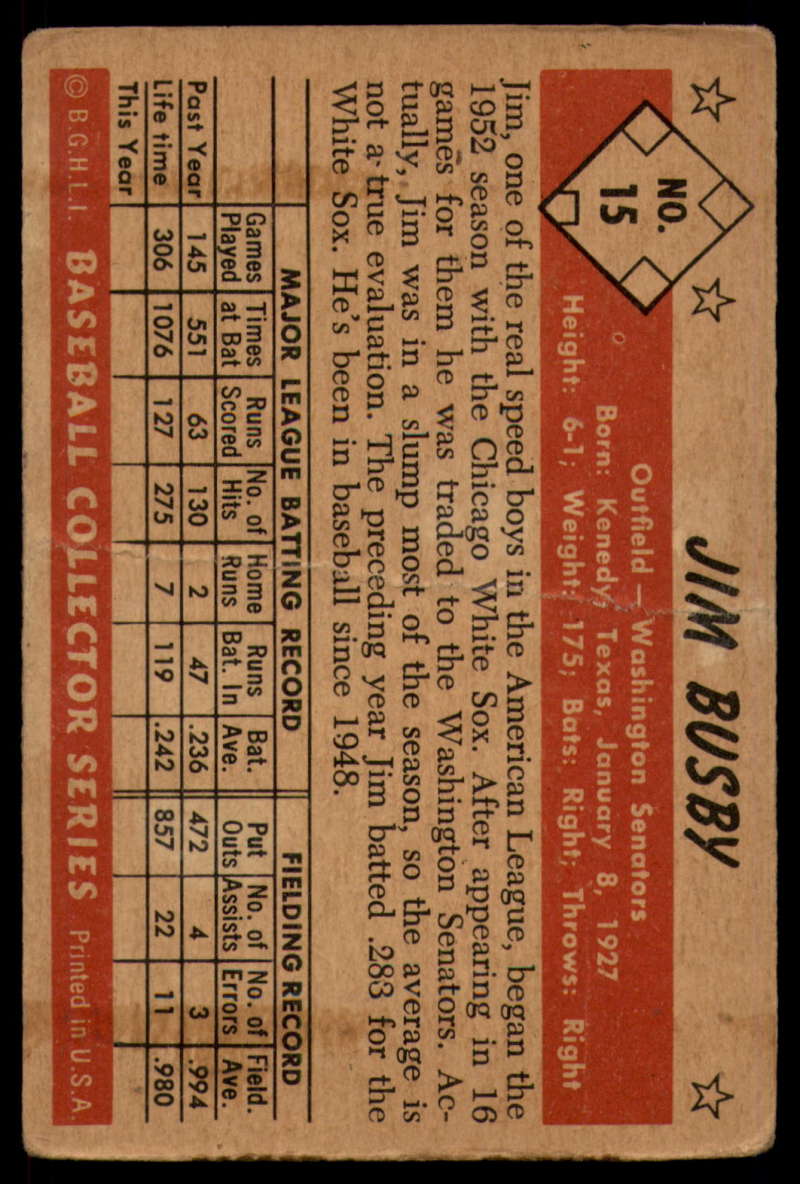 JIM BUSBY
NO.
15
Outfield — Washington Senators
Born: Kenedy, Texas, January 8, 1927
Height: 6-1; Weight: 175; Bats: Right; Throws: Right
Jim, one of the real speed boys in the American League, began the
1952 season with the Chicago White Sox. After appearing in 16
games for them he was traded to the Washington Senators. Ac-
tually, Jim was in a slump most of the season, so the average is
not a true evaluation. The preceding year Jim batted .283 for the
White Sox. He's been in baseball since 1948.
MAJOR LEAGUE BATTING RECORD FIELDING RECORD
Games Times Runs No. of Home Runs Bat. Put No. of No. of Field.
Played at Bat Scored Hits Runs Bat. In Ave. Outs Assists Errors Ave.
Past Year 145 551 63 130 2 47 .236 472 4 3 .994
Life time 306 1076 127 275 7 119 .242 857 22 11 .980
This Year
© B.G.H.L.I. BASEBALL COLLECTOR SERIES Printed in U.S.A.